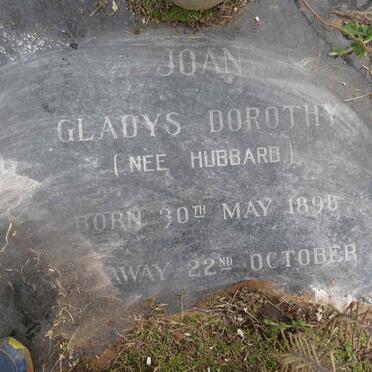 JOAN
GLADYS DOROTHY
(NEE HUBBARD)
BORN 30TH MAY 1898
AWAY 22ND OCTOBER